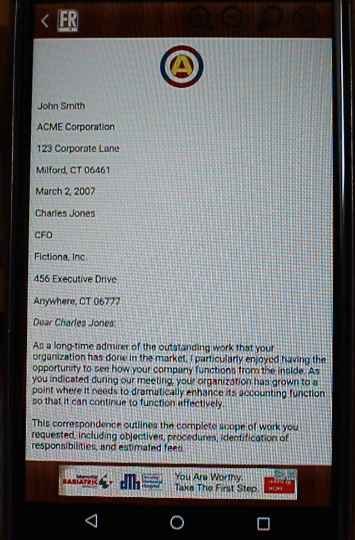 FR
A
John Smith
ACME Corporation
123 Corporate Lane
Milford, CT 06461
March 2, 2007
Charles Jones
CFO
Fictiona, Inc.
456 Executive Drive
Anywhere, CT 06777
Dear Charles Jones:
As a long-time admirer of the outstanding work that your
organization has done in the market, I particularly enjoyed having the
opportunity to see how your company functions from the inside. As
you indicated during our meeting, your organization has grown to a
point where it needs to dramatically enhance its accounting function
so that it can continue to function effectively.
This correspondence outlines the complete scope of work you
requested, including objectives, procedures, identification of
responsibilities, and estimated fees.
Memorial
BARIATRIC
dmh
Memorial
Hospital
You Are Worthy.
Take The First Step.
LEARN
MORE